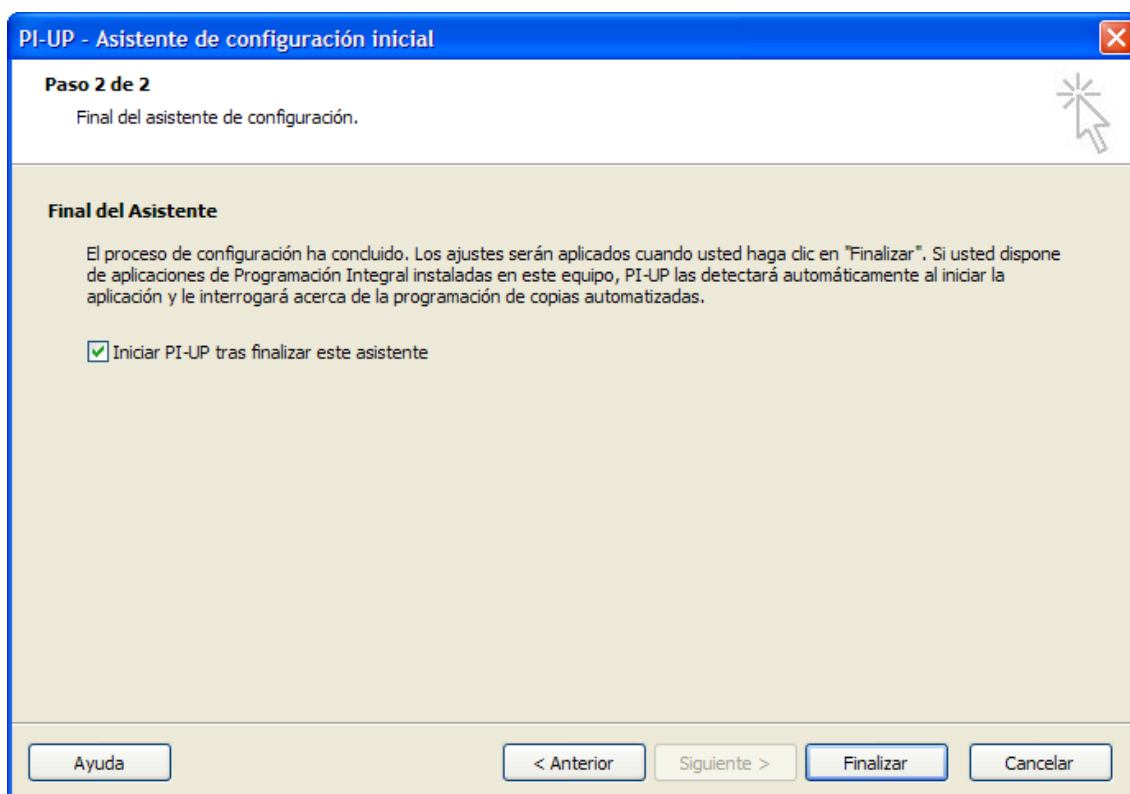 PI-UP - Asistente de configuración inicial
Paso 2 de 2
Final del asistente de configuración.
Final del Asistente
El proceso de configuración ha concluido. Los ajustes serán aplicados cuando usted haga clic en "Finalizar". Si usted dispone
de aplicaciones de Programación Integral instaladas en este equipo, PI-UP las detectará automáticamente al iniciar la
aplicación y le interrogará acerca de la programación de copias automatizadas.
Iniciar PI-UP tras finalizar este asistente
Ayuda
< Anterior
Siguiente >
Finalizar
Cancelar